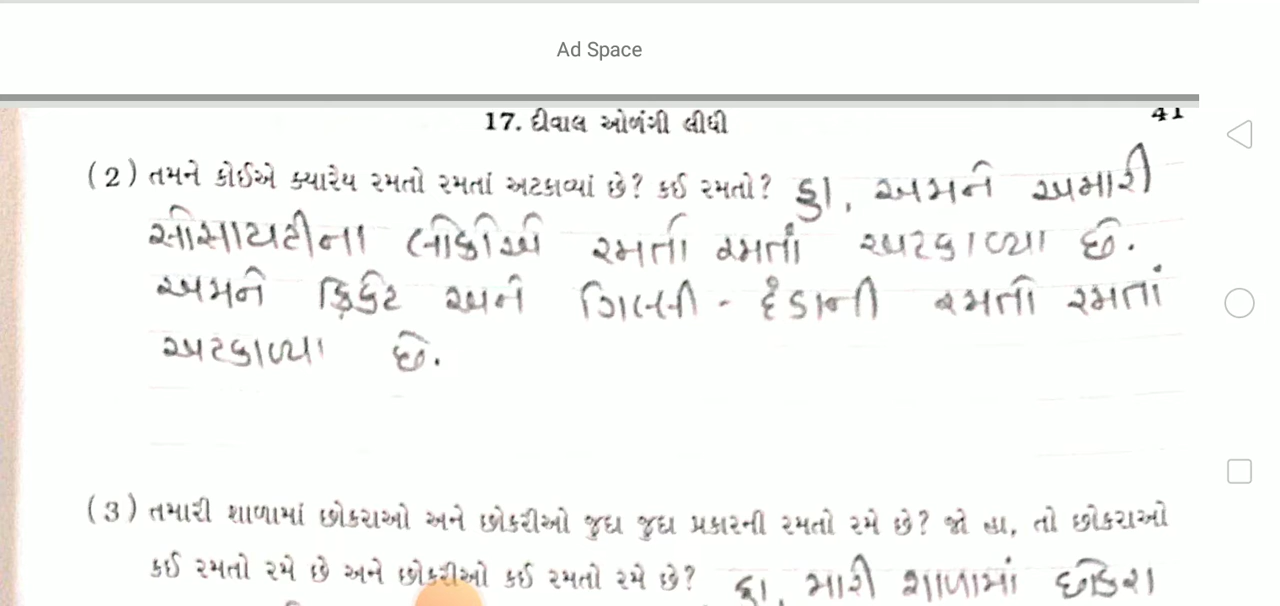 Ad Space
17. દીવાલ ઓળંગી લીધી 41
(2) તમને કોઈએ ક્યારેય રમતો રમતાં અટકાવ્યાં છે? કઈ રમતો? હા, અમને અમારી
સોસાયટીના લોકોએ રમતો રમતાં અટકાવ્યા છે.
અમને ક્રિકેટ અને ગિલ્લી - દંડાની રમતો રમતાં
અટકાવ્યા છે.
(3) તમારી શાળામાં છોકરાઓ અને છોકરીઓ જુદા જુદા પ્રકારની રમતો રમે છે? જો હા, તો છોકરાઓ
કઈ રમતો રમે છે અને છોકરીઓ કઈ રમતો રમે છે? હા, મારી શાળામાં છોકરા